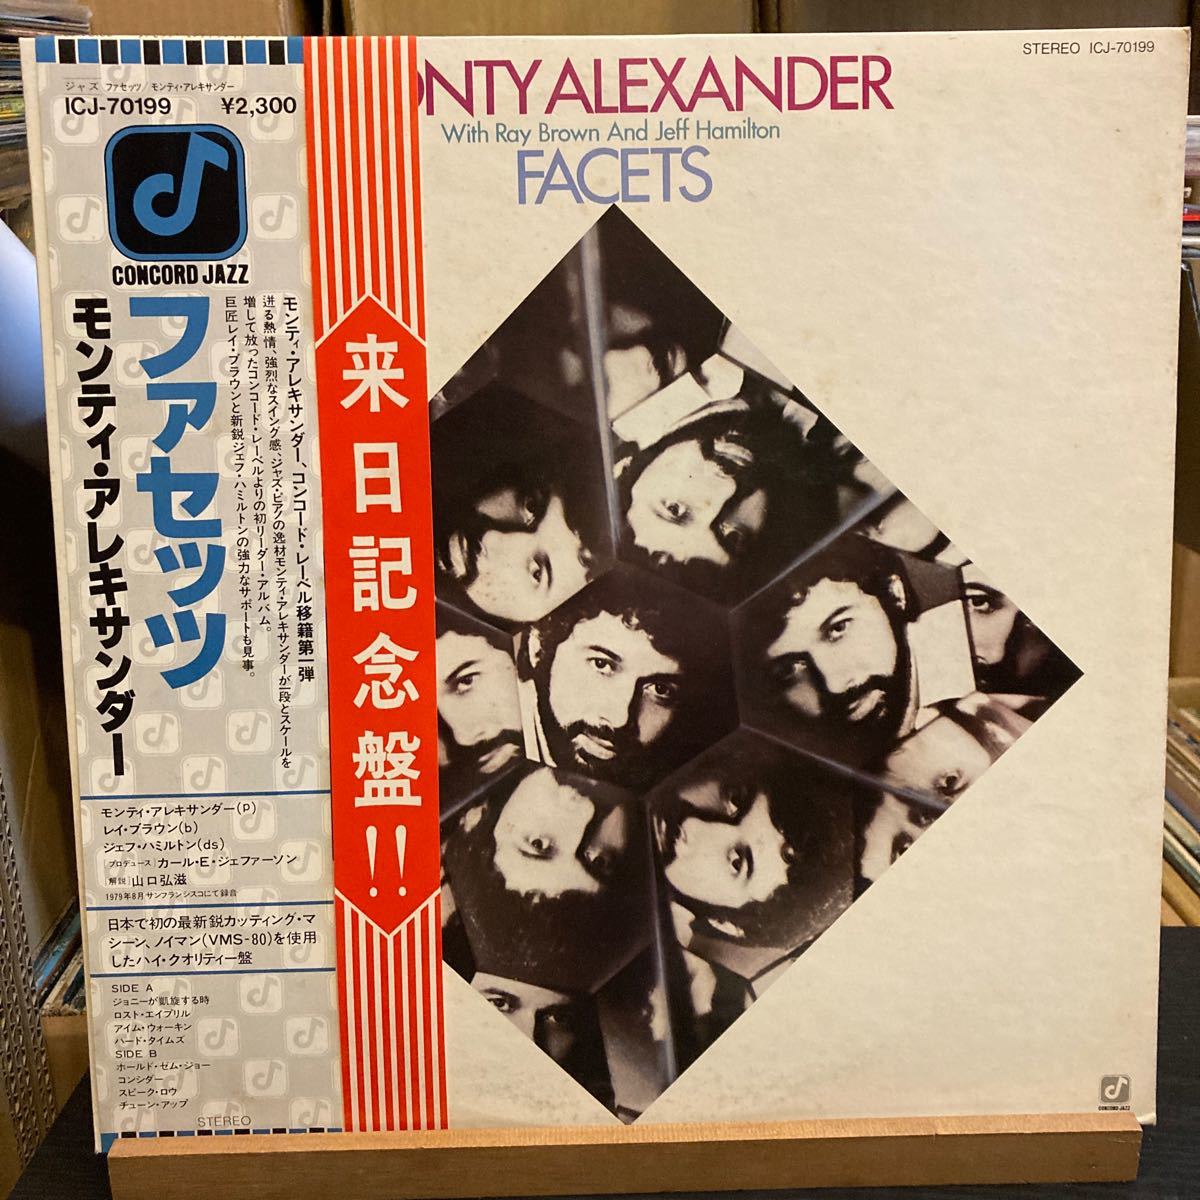 ジャズ ファセッツ/モンティ・アレキサンダー
ICJ-70199 ¥2,300
CONCORD JAZZ
ファセッツ
モンティ・アレキサンダー
モンティ・アレキサンダー、コンコード・レーベル移籍第一弾
迸る熱情、強烈なスイング感、ジャズ・ピアノの逸材モンティ・アレキサンダーが一段とスケールを
増して放ったコンコード・レーベルよりの初リーダー・アルバム。
巨匠レイ・ブラウンと新鋭ジェフ・ハミルトンの強力なサポートも見事。
モンティ・アレキサンダー(p)
レイ・ブラウン(b)
ジェフ・ハミルトン(ds)
[プロデュース]カール・E・ジェファーソン
[解説]山口弘滋
1979年8月サンフランシスコにて録音
日本で初の最新鋭カッティング・マ
シーン、ノイマン(VMS-80)を使用
したハイ・クオリティー盤
SIDE A
ジョニーが凱旋する時
ロスト・エイプリル
アイム・ウォーキン
ハード・タイムズ
SIDE B
ホールド・ゼム・ジョー
コンシダー
スピーク・ロウ
チューン・アップ
STEREO
来日記念盤!!
STEREO ICJ-70199
ONTY ALEXANDER
With Ray Brown And Jeff Hamilton
FACETS
CONCORD JAZZ